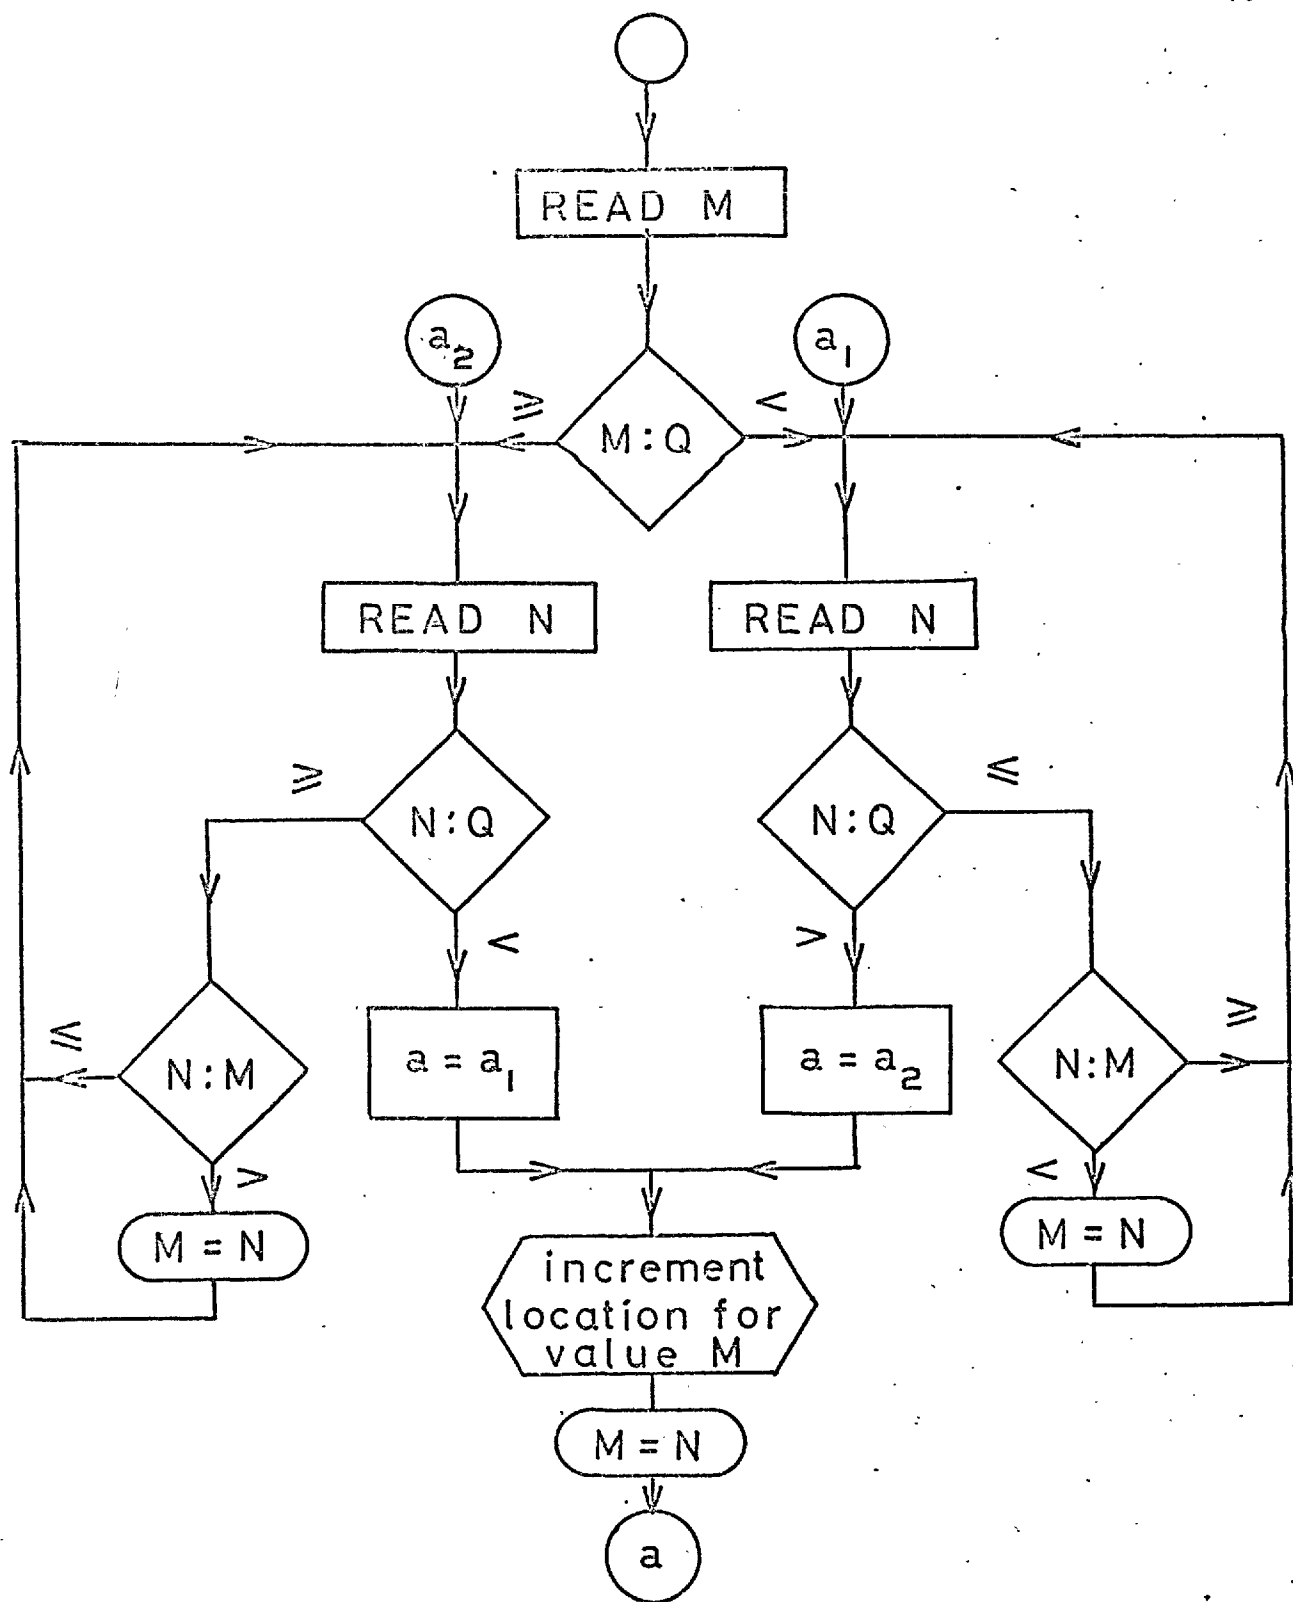 READ M
a₂
a₁
≥
<
M:Q
READ N
READ N
≥
≤
N:Q
N:Q
<
>
≤
≥
N:M
a = a₁
a = a₂
N:M
>
<
M = N
M = N
increment
location for
value M
M = N
a